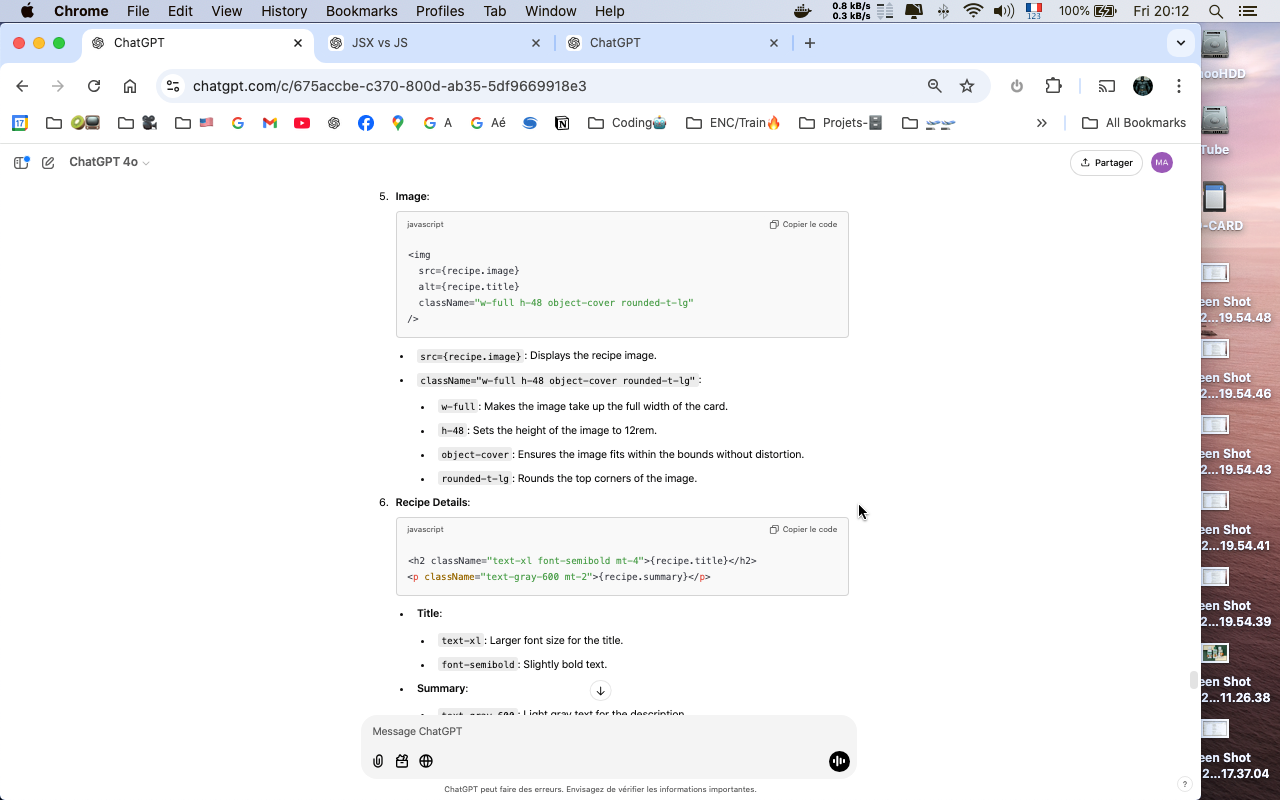 Chrome File Edit View History Bookmarks Profiles Tab Window Help 0.8 kB/s 0.3 kB/s 123 100% Fri 20:12
ChatGPT JSX vs JS ChatGPT
chatgpt.com/c/675accbe-c370-800d-ab35-5df9669918e3
17 A Aé Coding ENC/Train Projets- All Bookmarks
ChatGPT 4o Partager MA
5. Image:
javascript Copier le code
<img
src={recipe.image}
alt={recipe.title}
className="w-full h-48 object-cover rounded-t-lg"
/>
• src={recipe.image}: Displays the recipe image.
• className="w-full h-48 object-cover rounded-t-lg":
• w-full: Makes the image take up the full width of the card.
• h-48: Sets the height of the image to 12rem.
• object-cover: Ensures the image fits within the bounds without distortion.
• rounded-t-lg: Rounds the top corners of the image.
6. Recipe Details:
javascript Copier le code
<h2 className="text-xl font-semibold mt-4">{recipe.title}</h2>
<p className="text-gray-600 mt-2">{recipe.summary}</p>
• Title:
• text-xl: Larger font size for the title.
• font-semibold: Slightly bold text.
• Summary:
• text-gray-600: Light gray text for the description.
Message ChatGPT
ChatGPT peut faire des erreurs. Envisagez de vérifier les informations importantes.
?
ooHDD
Tube
-CARD
een Shot
2...19.54.48
een Shot
2...19.54.46
een Shot
2...19.54.43
een Shot
2...19.54.41
een Shot
2...19.54.39
een Shot
2...11.26.38
een Shot
2...17.37.04